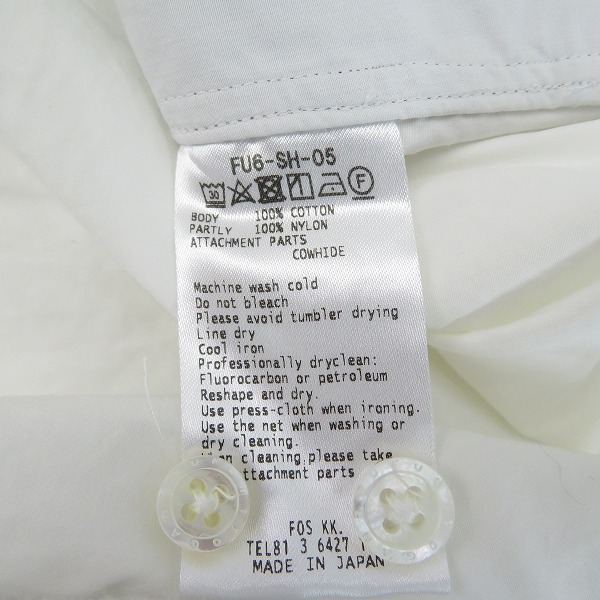 FU6-SH-05
30 F
BODY 100% COTTON
PARTLY 100% NYLON
ATTACHMENT PARTS
COWHIDE
Machine wash cold
Do not bleach
Please avoid tumbler drying
Line dry
Cool iron
Professionally dryclean:
Fluorocarbon or petroleum
Reshape and dry.
Use press-cloth when ironing.
Use the net when washing or
dry cleaning.
cleaning,please take
attachment parts
FOS KK.
TEL81 3 6427
MADE IN JAPAN